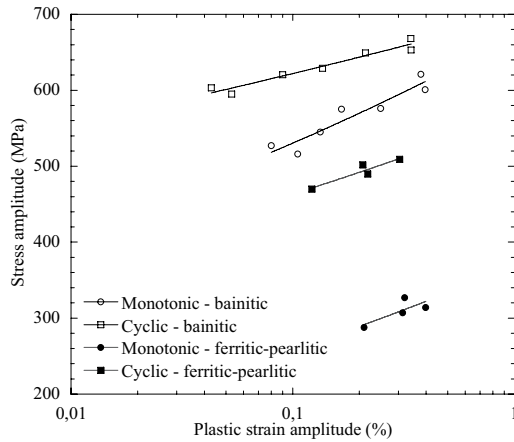 700
600
500
400
300
200
Stress amplitude (MPa)
Monotonic - bainitic
Cyclic - bainitic
Monotonic - ferritic-pearlitic
Cyclic - ferritic-pearlitic
0,01
0,1
1
Plastic strain amplitude (%)